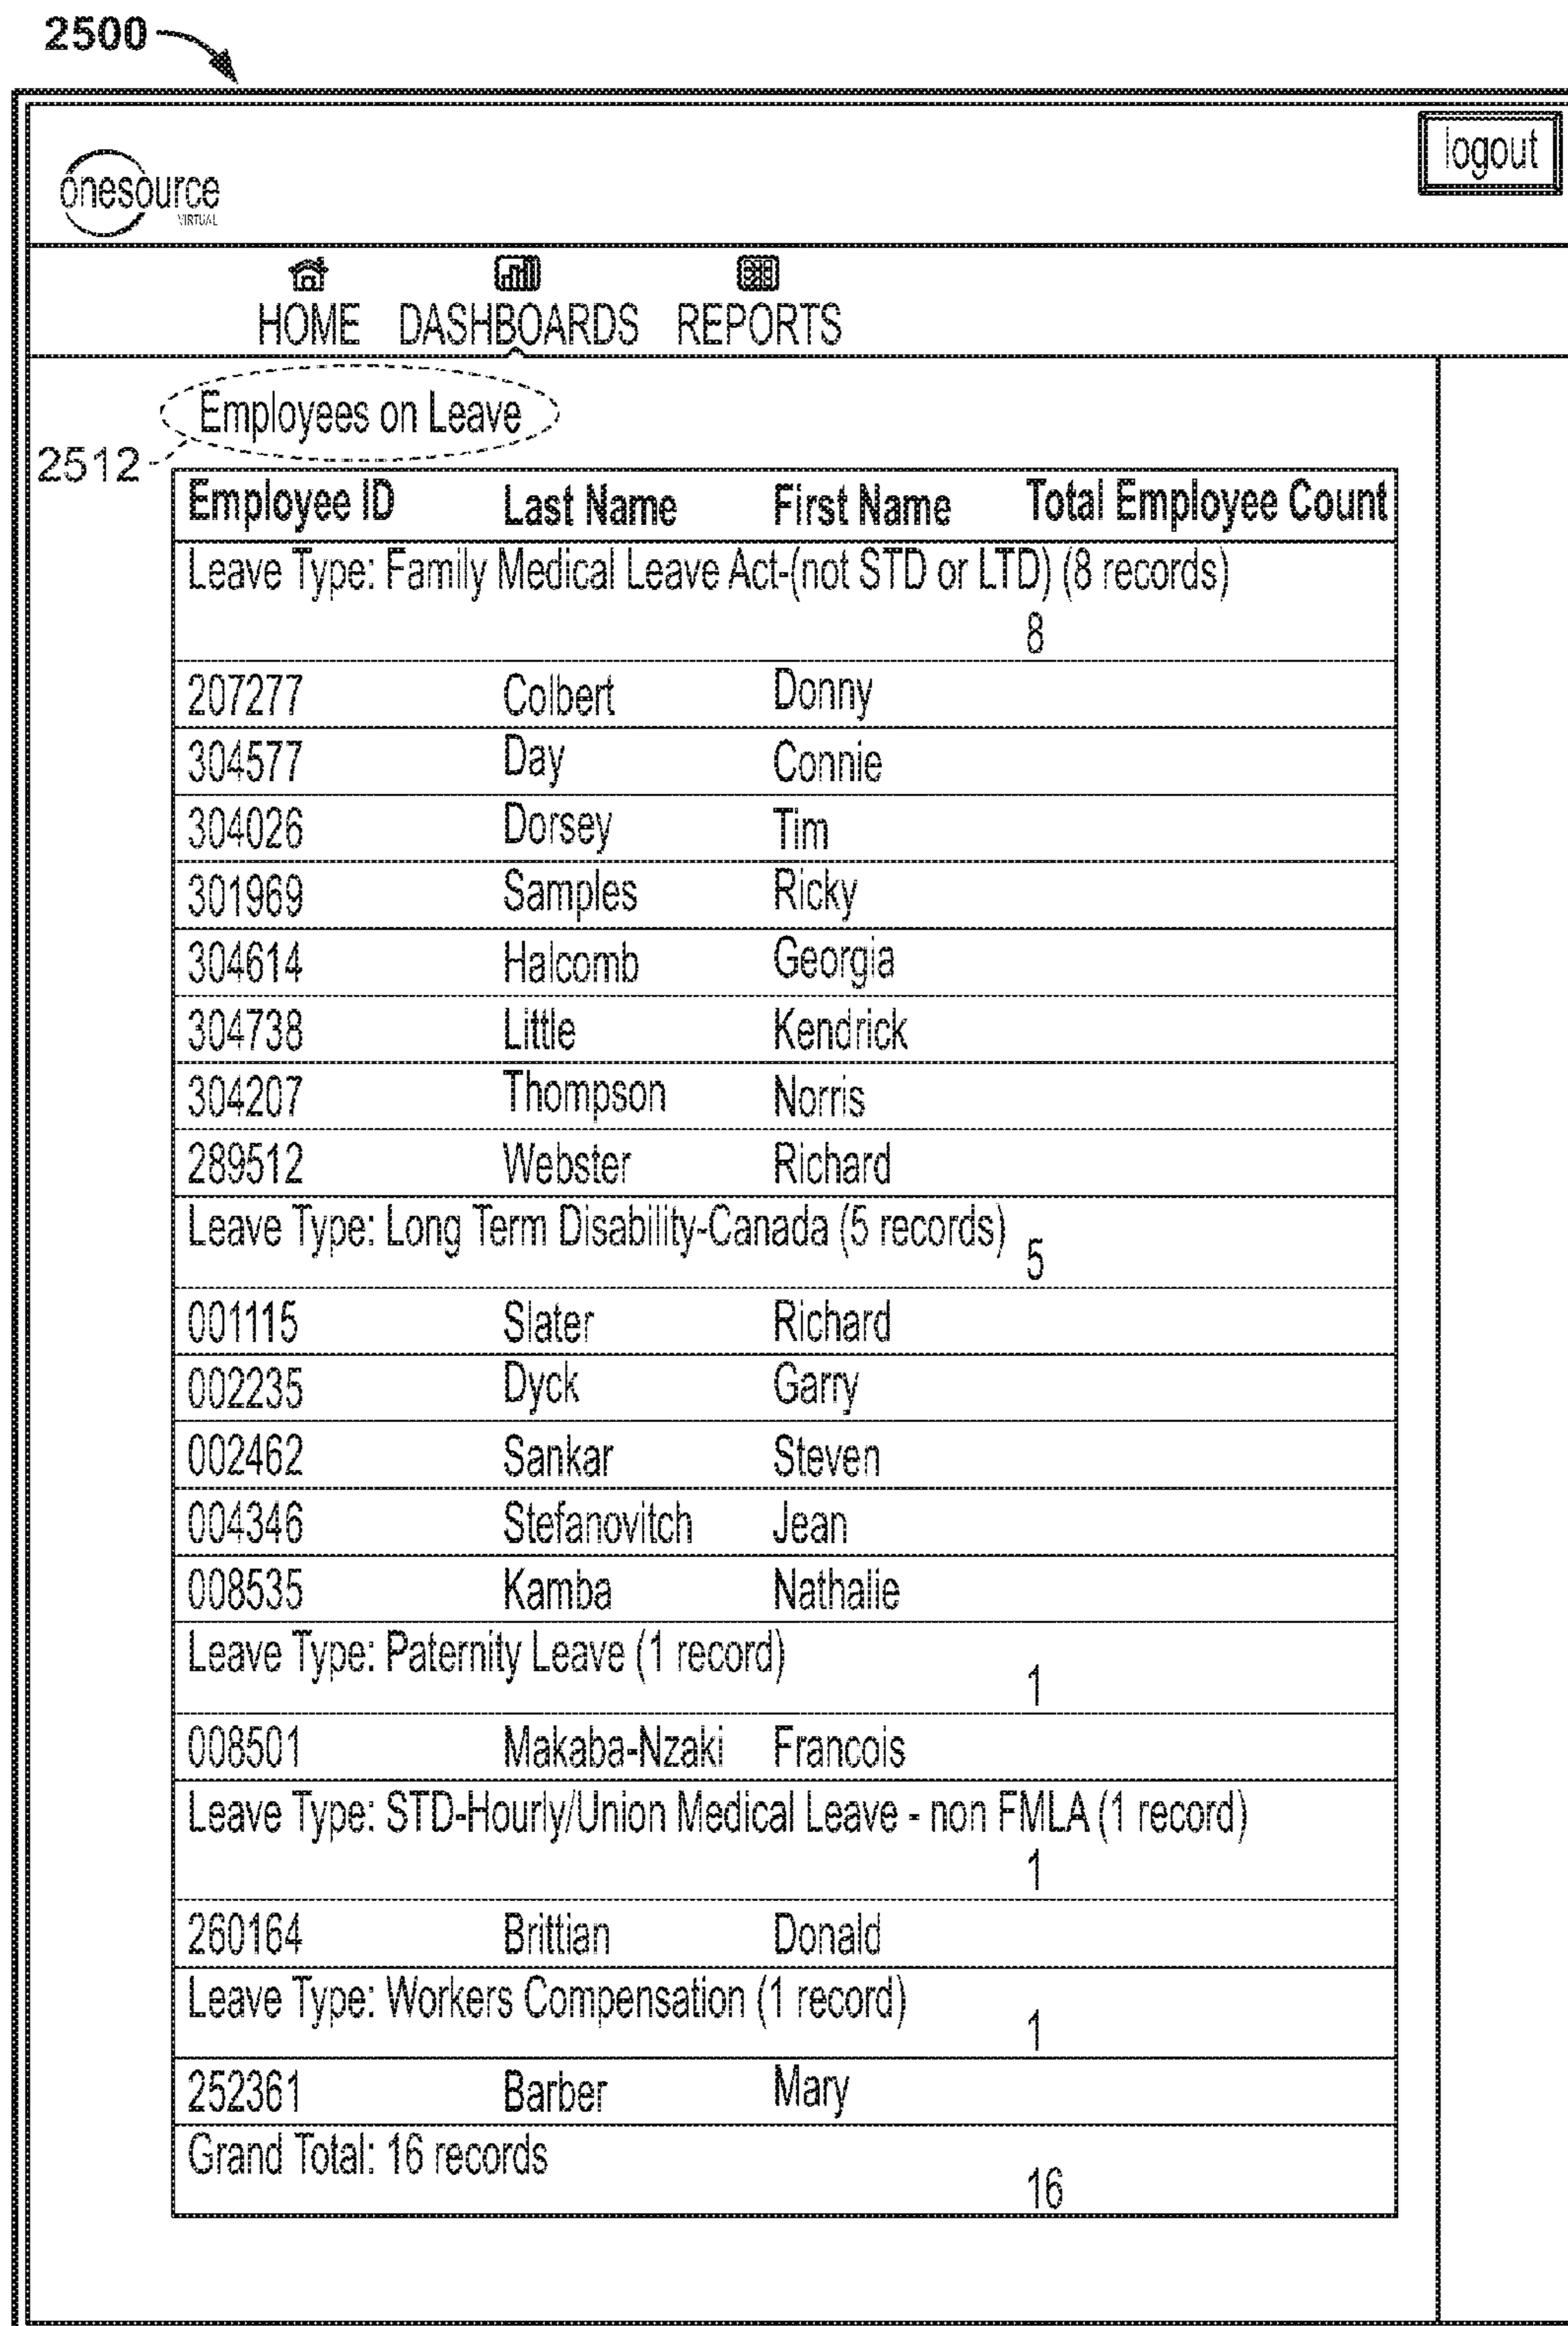 2500
logout
onesource
VIRTUAL
HOME DASHBOARDS REPORTS
Employees on Leave
2512
Employee ID Last Name First Name Total Employee Count
Leave Type: Family Medical Leave Act-(not STD or LTD) (8 records)
8
207277 Colbert Donny
304577 Day Connie
304026 Dorsey Tim
301969 Samples Ricky
304614 Halcomb Georgia
304738 Little Kendrick
304207 Thompson Norris
289512 Webster Richard
Leave Type: Long Term Disability-Canada (5 records)
5
001115 Slater Richard
002235 Dyck Garry
002462 Sankar Steven
004346 Stefanovitch Jean
008535 Kamba Nathalie
Leave Type: Paternity Leave (1 record)
1
008501 Makaba-Nzaki Francois
Leave Type: STD-Hourly/Union Medical Leave - non FMLA (1 record)
1
260164 Brittian Donald
Leave Type: Workers Compensation (1 record)
1
252361 Barber Mary
Grand Total: 16 records
16